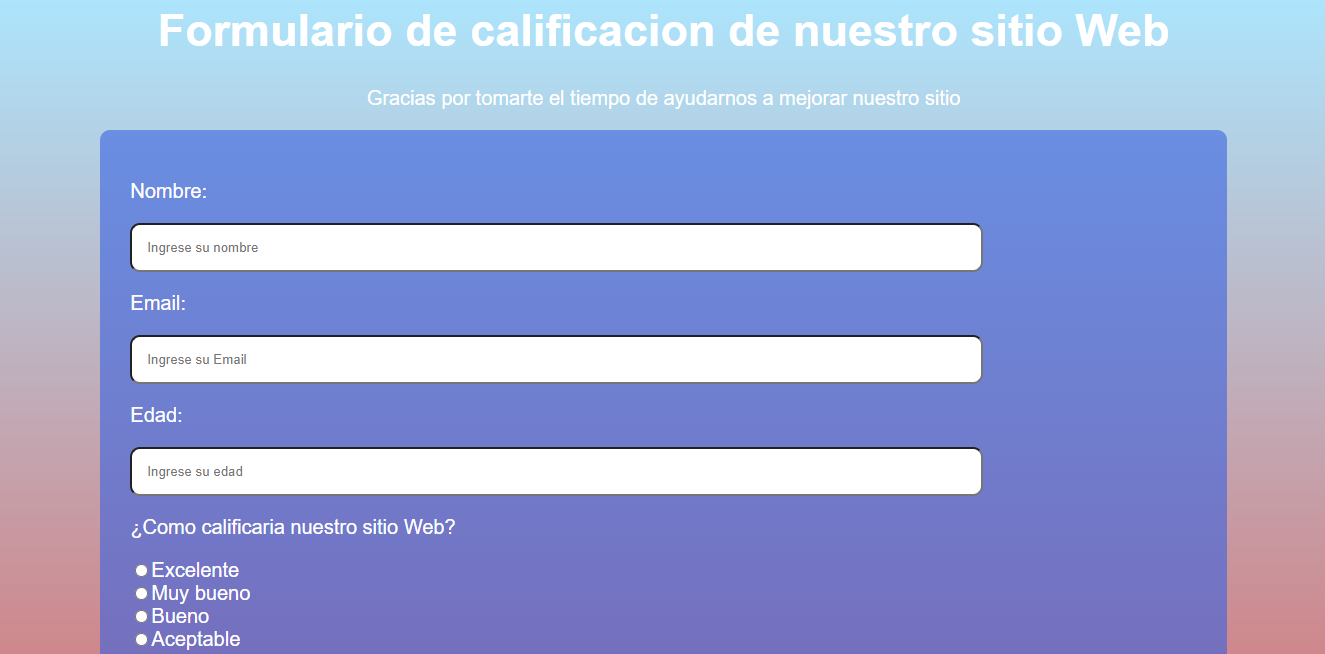 Formulario de calificacion de nuestro sitio Web
Gracias por tomarte el tiempo de ayudarnos a mejorar nuestro sitio
Nombre:
Ingrese su nombre
Email:
Ingrese su Email
Edad:
Ingrese su edad
¿Como calificaria nuestro sitio Web?
Excelente
Muy bueno
Bueno
Aceptable